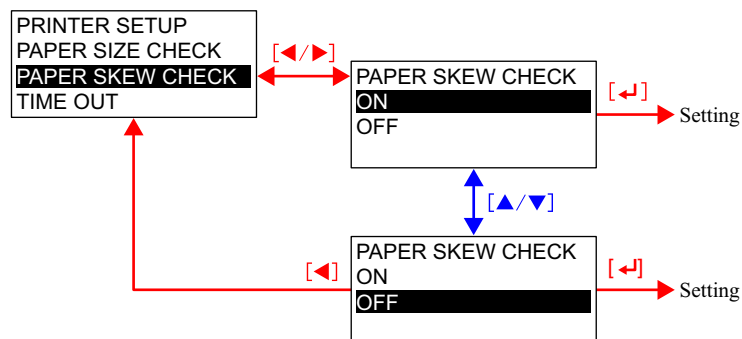 PRINTER SETUP
PAPER SIZE CHECK
PAPER SKEW CHECK
TIME OUT
[◀/▶]
PAPER SKEW CHECK
ON
OFF
[↵]
Setting
[▲/▼]
PAPER SKEW CHECK
ON
OFF
[◀]
[↵]
Setting